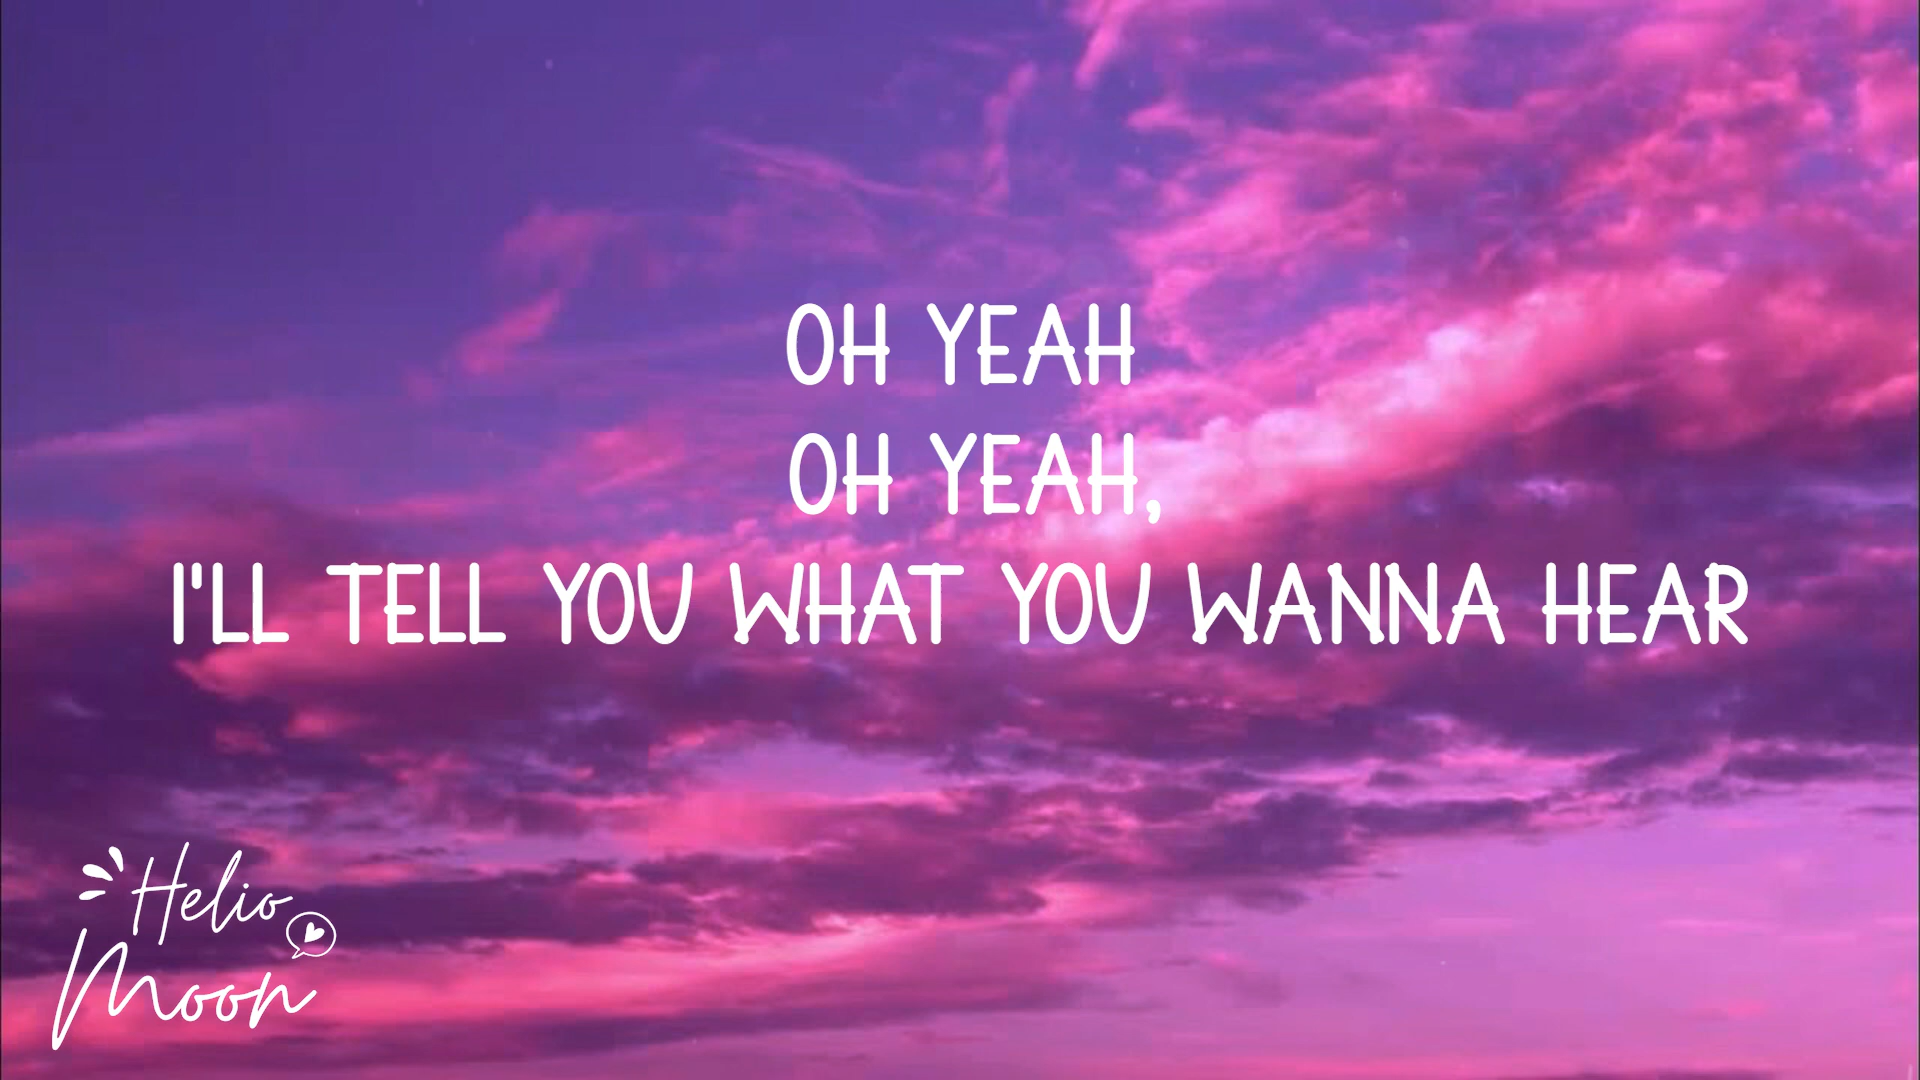 OH YEAH
OH YEAH,
I'LL TELL YOU WHAT YOU WANNA HEAR
Helio
Moon